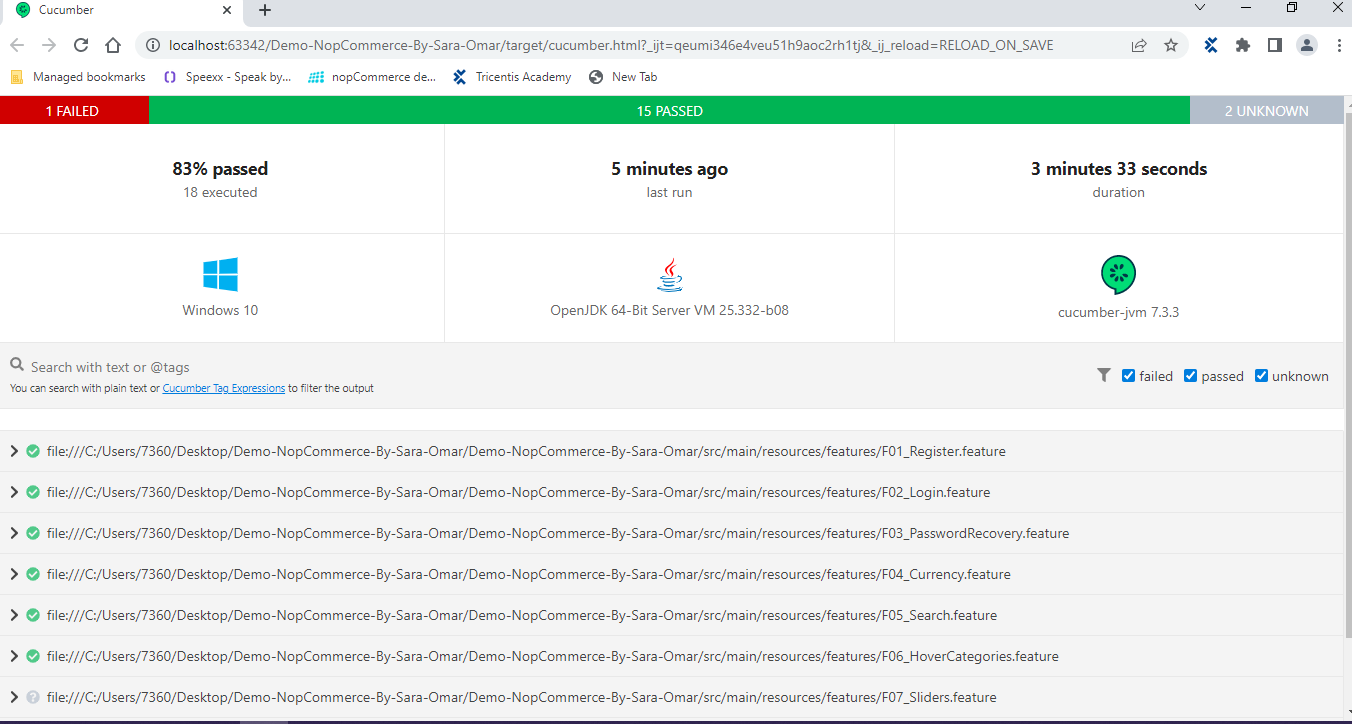 Cucumber
localhost:63342/Demo-NopCommerce-By-Sara-Omar/target/cucumber.html?_ijt=qeumi346e4veu51h9aoc2rh1tj&_ij_reload=RELOAD_ON_SAVE
Managed bookmarks Speexx - Speak by... nopCommerce de... Tricentis Academy New Tab
1 FAILED 15 PASSED 2 UNKNOWN
83% passed 5 minutes ago 3 minutes 33 seconds
18 executed last run duration
Windows 10 OpenJDK 64-Bit Server VM 25.332-b08 cucumber-jvm 7.3.3
Search with text or @tags
You can search with plain text or Cucumber Tag Expressions to filter the output
failed passed unknown
file:///C:/Users/7360/Desktop/Demo-NopCommerce-By-Sara-Omar/Demo-NopCommerce-By-Sara-Omar/src/main/resources/features/F01_Register.feature
file:///C:/Users/7360/Desktop/Demo-NopCommerce-By-Sara-Omar/Demo-NopCommerce-By-Sara-Omar/src/main/resources/features/F02_Login.feature
file:///C:/Users/7360/Desktop/Demo-NopCommerce-By-Sara-Omar/Demo-NopCommerce-By-Sara-Omar/src/main/resources/features/F03_PasswordRecovery.feature
file:///C:/Users/7360/Desktop/Demo-NopCommerce-By-Sara-Omar/Demo-NopCommerce-By-Sara-Omar/src/main/resources/features/F04_Currency.feature
file:///C:/Users/7360/Desktop/Demo-NopCommerce-By-Sara-Omar/Demo-NopCommerce-By-Sara-Omar/src/main/resources/features/F05_Search.feature
file:///C:/Users/7360/Desktop/Demo-NopCommerce-By-Sara-Omar/Demo-NopCommerce-By-Sara-Omar/src/main/resources/features/F06_HoverCategories.feature
file:///C:/Users/7360/Desktop/Demo-NopCommerce-By-Sara-Omar/Demo-NopCommerce-By-Sara-Omar/src/main/resources/features/F07_Sliders.feature